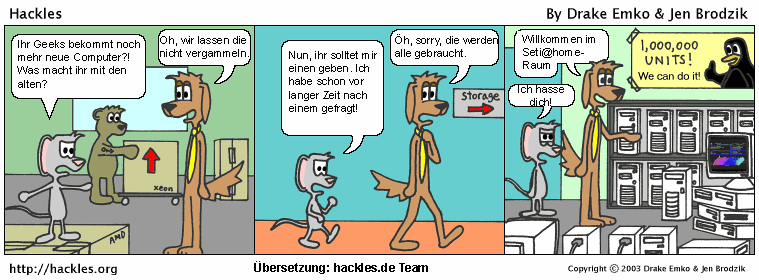 Hackles
By Drake Emko & Jen Brodzik
Ihr Geeks bekommt noch
mehr neue Computer?!
Was macht ihr mit den
alten?
Oh, wir lassen die
nicht vergammeln.
xeon
AMD
Nun, ihr solltet mir
einen geben. Ich
habe schon vor
langer Zeit nach
einem gefragt!
Öh, sorry, die werden
alle gebraucht.
storage
Willkommen im
Seti@home-
Raum
Ich hasse
dich!
1,000,000
UNITS!
We can do it!
http://hackles.org
Übersetzung: hackles.de Team
Copyright © 2003 Drake Emko & Jen Brodzik